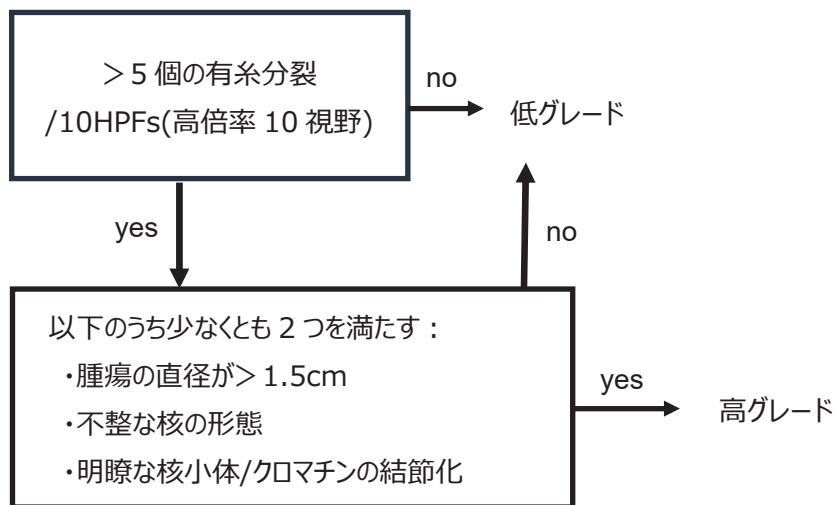 ＞5 個の有糸分裂
/10HPFs(高倍率 10 視野)
no
低グレード
yes
no
以下のうち少なくとも 2 つを満たす：
・腫瘍の直径が＞1.5cm
・不整な核の形態
・明瞭な核小体/クロマチンの結節化
yes
高グレード